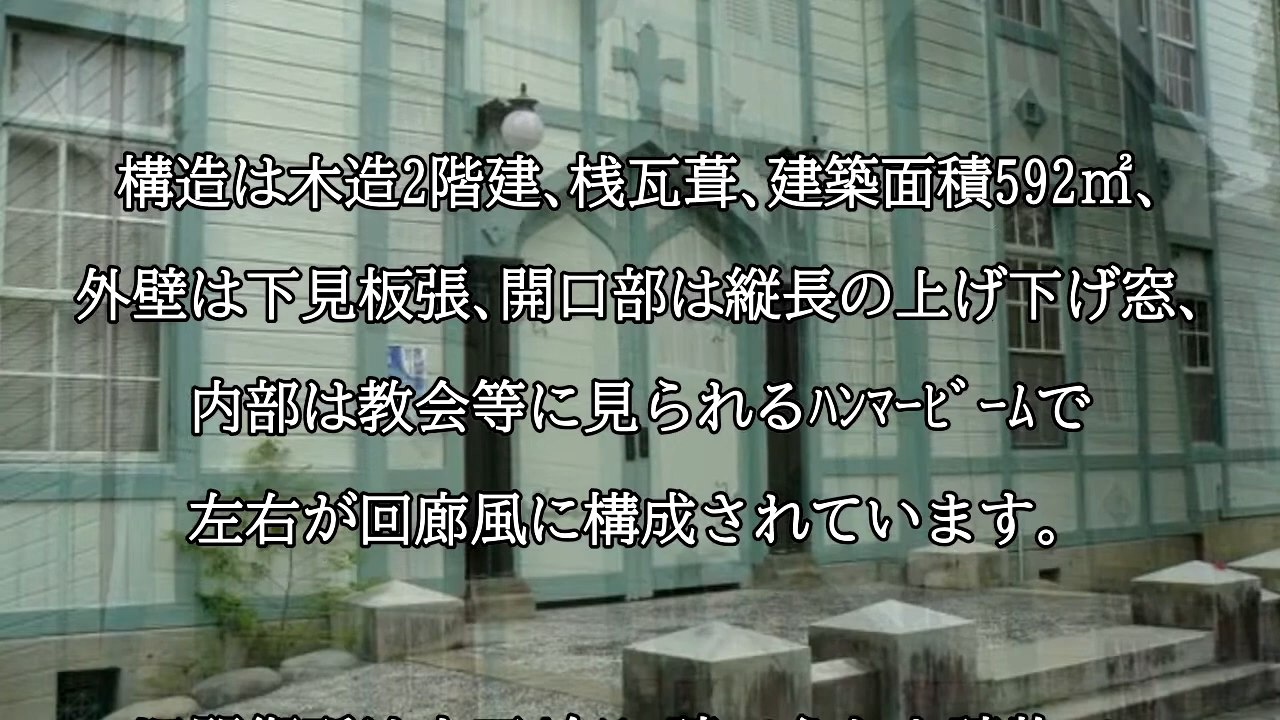 構造は木造2階建､桟瓦葺､建築面積592㎡､
外壁は下見板張､開口部は縦長の上げ下げ窓､
内部は教会等に見られるﾊﾝﾏｰﾋﾞｰﾑで
左右が回廊風に構成されています。